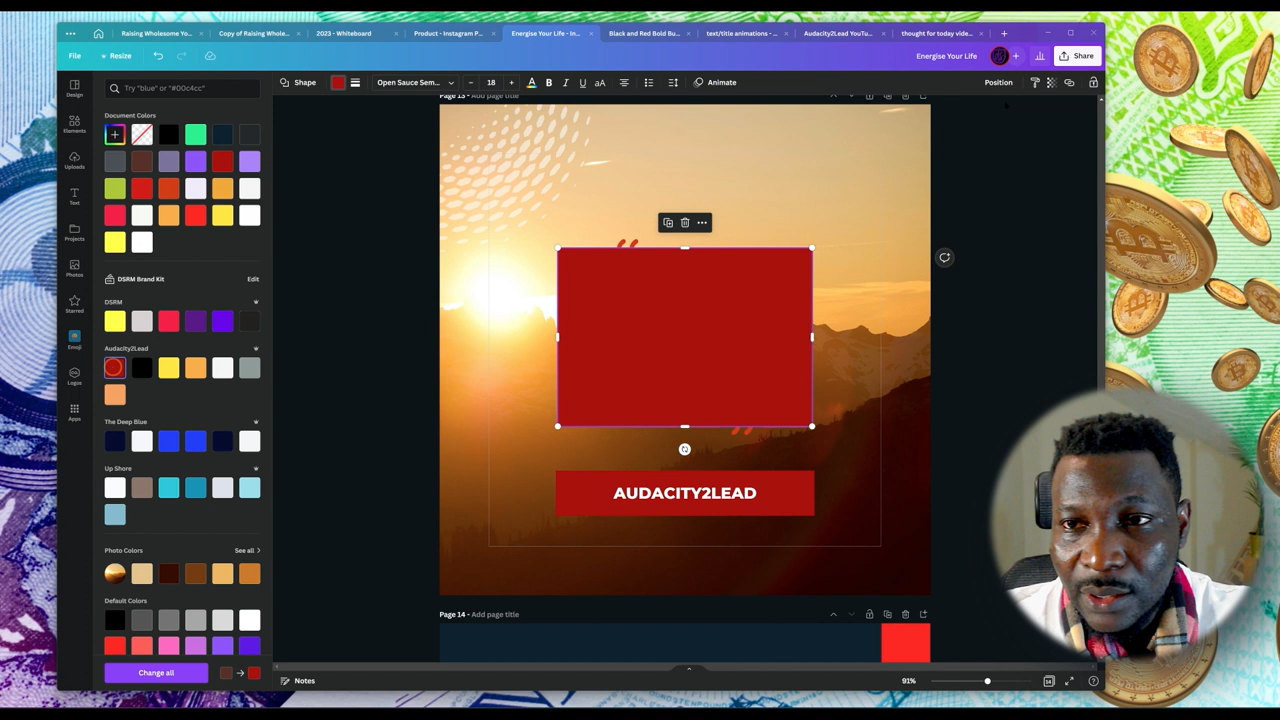 Raising Wholesome Yo...
Copy of Raising Whole...
2023 - Whiteboard
Product - Instagram P...
Energise Your Life - In...
Black and Red Bold Bu...
text/title animations - ...
Audacity2Lead YouTu...
thought for today vide...
File
Resize
Energise Your Life
Share
Design
Elements
Uploads
Text
Projects
Photos
Starred
Emoji
Logos
Apps
Try "blue" or "#00c4cc"
Shape
Open Sauce Sem...
18
B
I
U
aA
Animate
Position
Document Colors
DSRM Brand Kit
Edit
DSRM
Audacity2Lead
The Deep Blue
Up Shore
Photo Colors
See all
Default Colors
Change all
Page 13 - Add page title
AUDACITY2LEAD
Page 14 - Add page title
Notes
91%
14